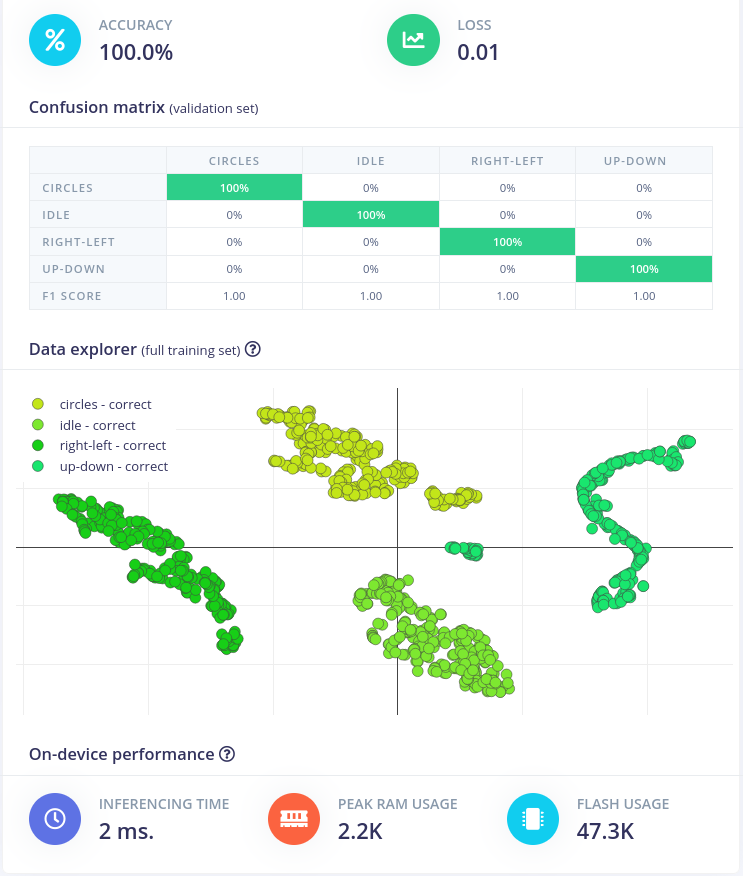 ACCURACY
100.0%
LOSS
0.01
Confusion matrix (validation set)
CIRCLES IDLE RIGHT-LEFT UP-DOWN
CIRCLES 100% 0% 0% 0%
IDLE 0% 100% 0% 0%
RIGHT-LEFT 0% 0% 100% 0%
UP-DOWN 0% 0% 0% 100%
F1 SCORE 1.00 1.00 1.00 1.00
Data explorer (full training set) ?
circles - correct
idle - correct
right-left - correct
up-down - correct
On-device performance ?
INFERENCING TIME
2 ms.
PEAK RAM USAGE
2.2K
FLASH USAGE
47.3K